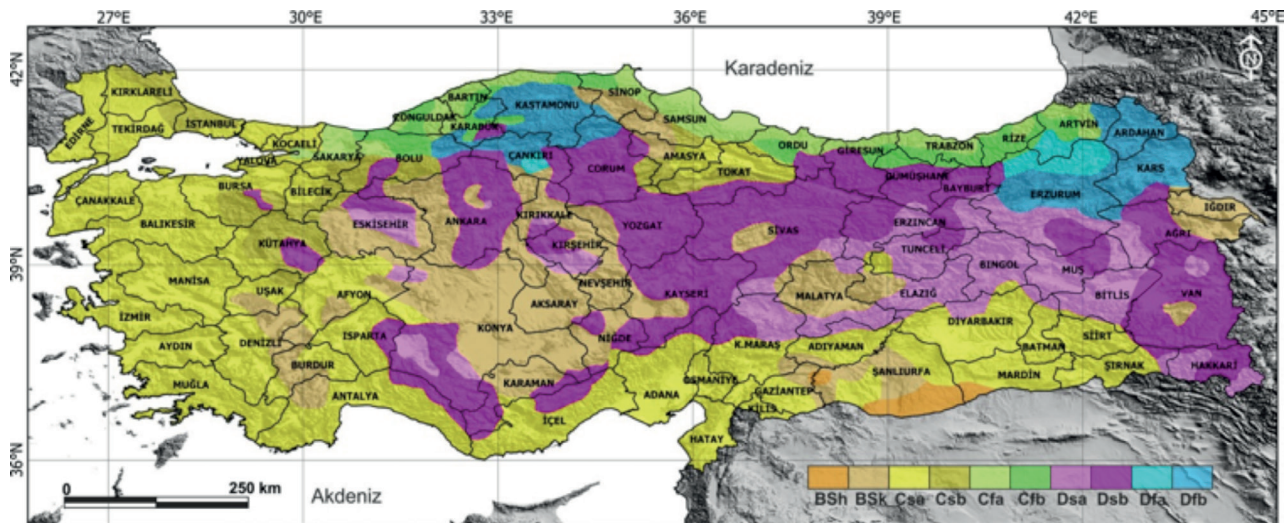 27°E 33°E 36°E 39°E 42°E 45°E
42°N
39°N
36°N
30°E 33°E 36°E 39°E 42°E
Karadeniz
Akdeniz
N
KIRKLARELİ
EDİRNE
TEKİRDAĞ
İSTANBUL
KOCAELİ
YALOVA
SAKARYA
BOLU
ZONGULDAK
BARTIN
KARABÜK
KASTAMONU
SİNOP
SAMSUN
ÇANKIRI
ÇORUM
AMASYA
TOKAT
ORDU
GİRESUN
TRABZON
RİZE
ARTVİN
ARDAHAN
KARS
GÜMÜŞHANE
BAYBURT
ERZURUM
IĞDIR
AĞRI
ÇANAKKALE
BALIKESİR
BURSA
BİLECİK
ESKİSEHİR
KÜTAHYA
ANKARA
KIRIKKALE
KIRŞEHİR
YOZGAT
SİVAS
ERZİNCAN
TUNCELİ
BINGOL
MUŞ
BİTLİS
VAN
MANİSA
UŞAK
AFYON
İZMİR
AYDIN
DENİZLİ
ISPARTA
BURDUR
MUĞLA
ANTALYA
KONYA
AKSARAY
NEVŞEHİR
NİĞDE
KAYSERİ
KARAMAN
İÇEL
ADANA
OSMANİYE
HATAY
K.MARAŞ
GAZİANTEP
KİLİS
MALATYA
ELAZIĞ
ADIYAMAN
ŞANLIURFA
DİYARBAKIR
BATMAN
MARDİN
SİİRT
ŞIRNAK
HAKKARİ
0 250 km
BSh BSk Csa Csb Cfa Cfb Dsa Dsb Dfa Dfb